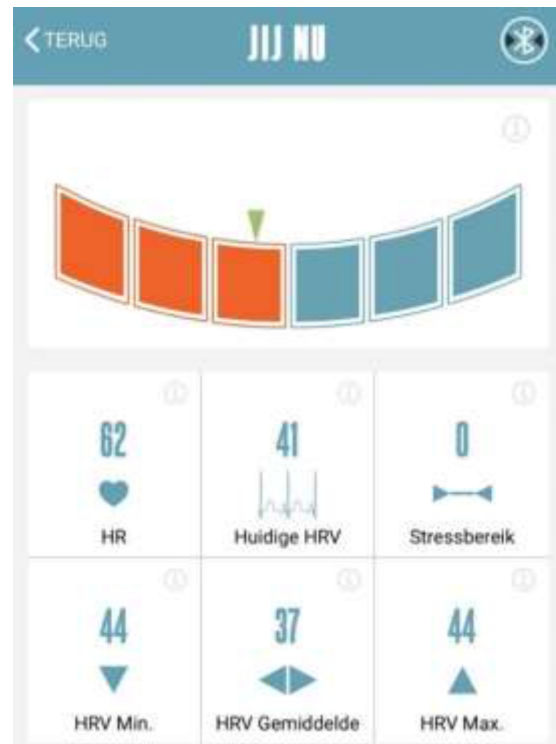 TERUG
JIJ NU
62
41
0
HR
Huidige HRV
Stressbereik
44
37
44
HRV Min.
HRV Gemiddelde
HRV Max.